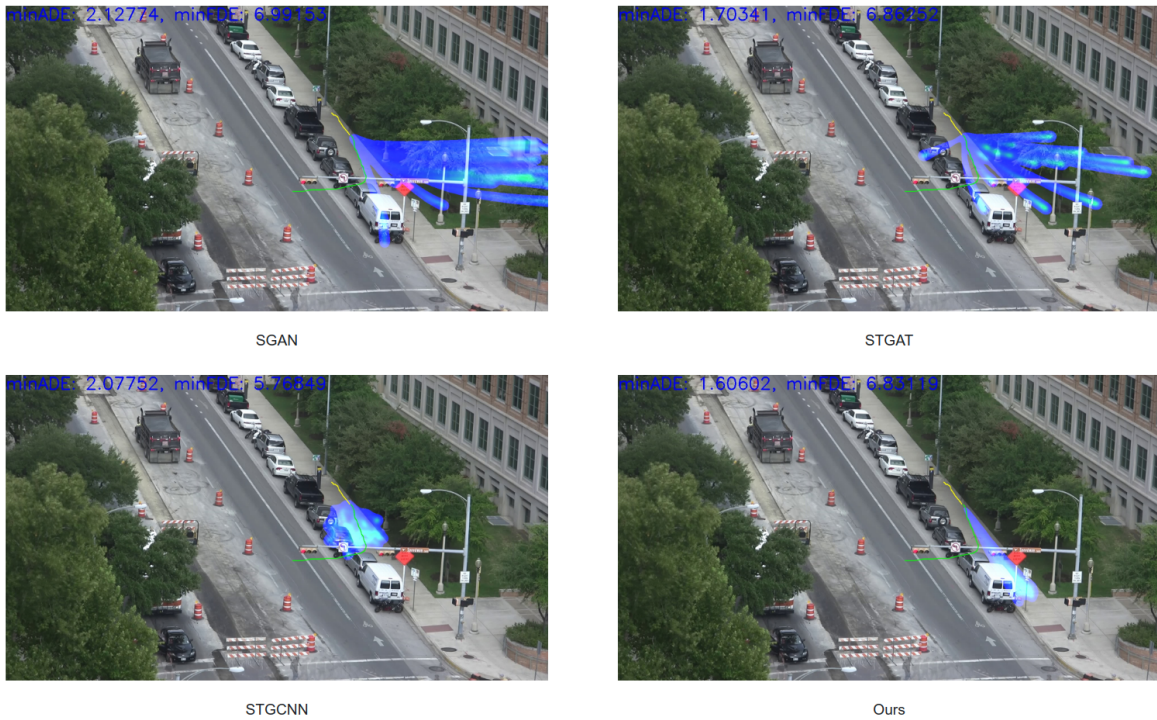 minADE: 2.12774, minFDE: 6.99153
minADE: 1.70341, minFDE: 6.86252
SGAN
STGAT
minADE: 2.07752, minFDE: 5.76849
minADE: 1.60602, minFDE: 6.83119
STGCNN
Ours